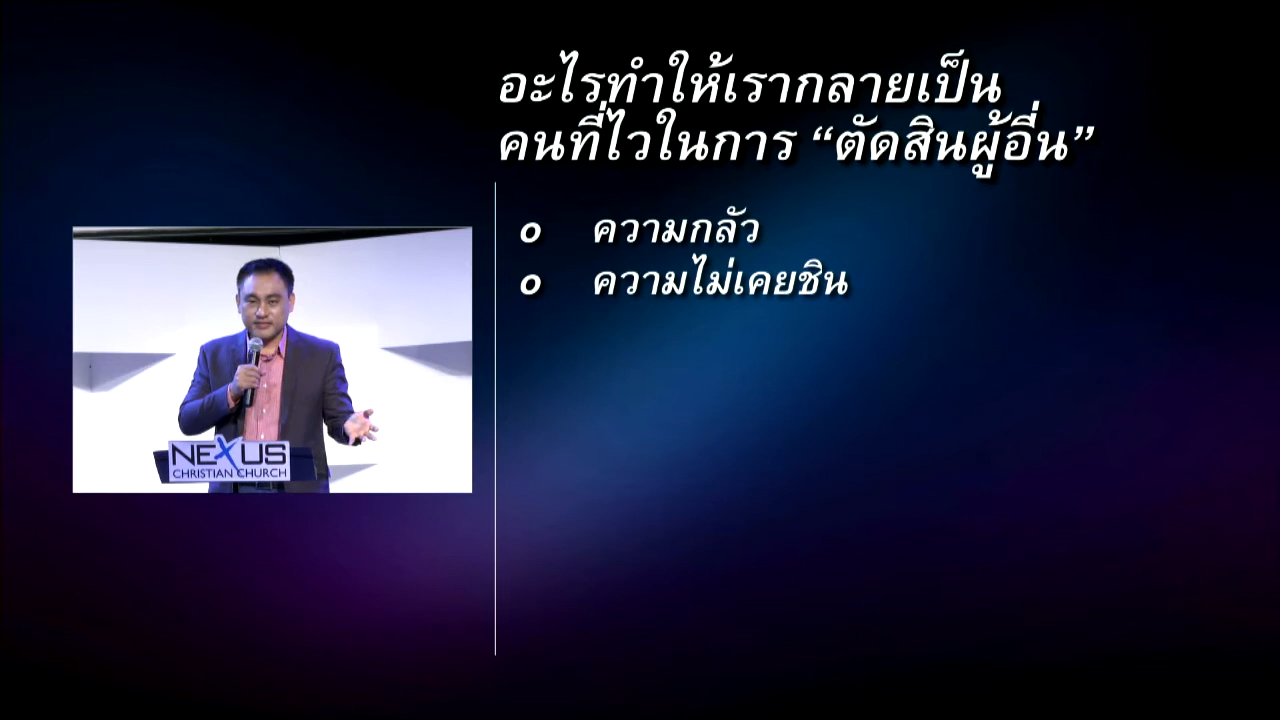 อะไรทำให้เรากลายเป็น
คนที่ไวในการ “ตัดสินผู้อื่น”
o ความกลัว
o ความไม่เคยชิน
NEXUS
CHRISTIAN CHURCH